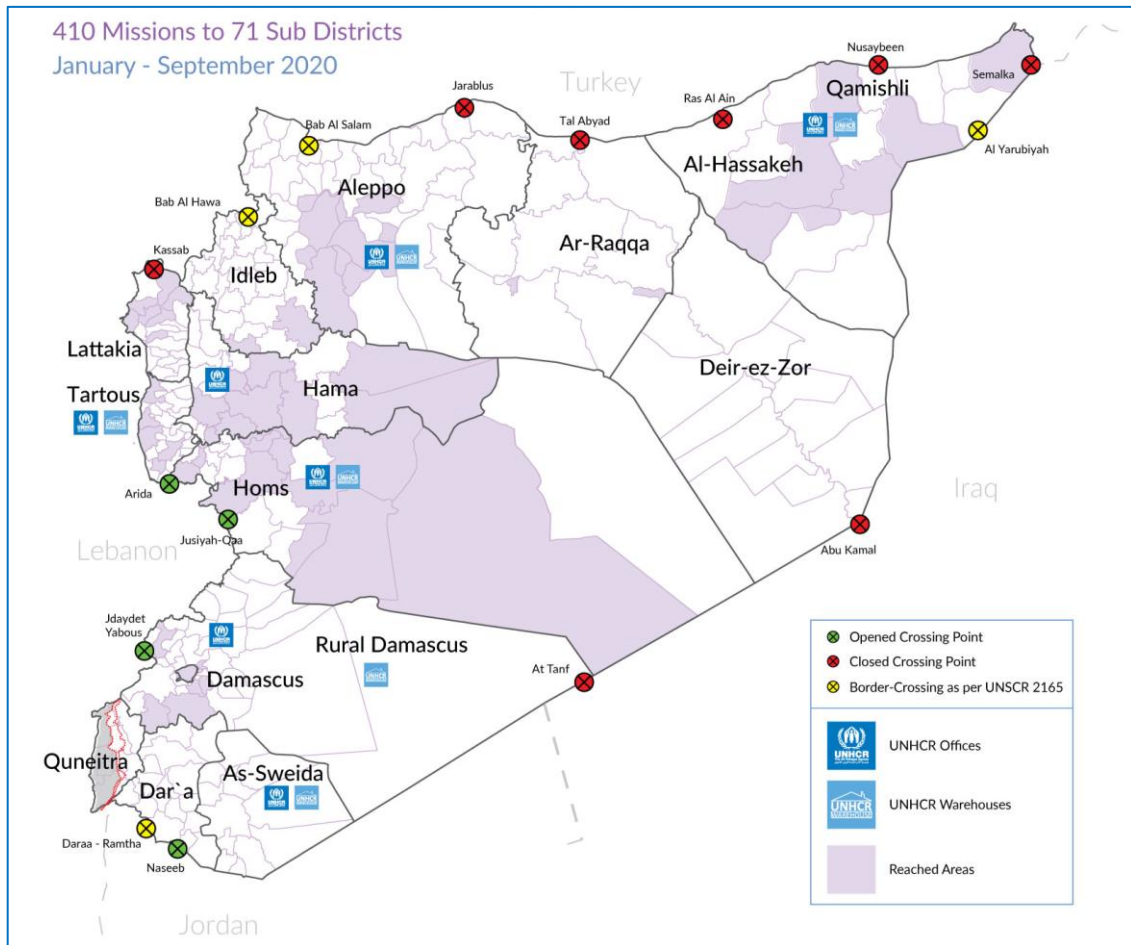 410 Missions to 71 Sub Districts
January - September 2020
Turkey
Nusaybeen
Semalka
Qamishli
Jarablus
Ras Al Ain
Tal Abyad
Bab Al Salam
Al Yarubiyah
Al-Hassakeh
Aleppo
Bab Al Hawa
Ar-Raqqa
Kassab
Idleb
Lattakia
Deir-ez-Zor
Tartous
Hama
Homs
Arida
Iraq
Jusiyah-Qaa
Lebanon
Abu Kamal
Jdaydet
Yabous
Rural Damascus
At Tanf
Damascus
Quneitra
As-Sweida
Dar`a
Daraa - Ramtha
Naseeb
Jordan
Opened Crossing Point
Closed Crossing Point
Border-Crossing as per UNSCR 2165
UNHCR
UNHCR Offices
UNHCR
WAREHOUSE
UNHCR Warehouses
Reached Areas